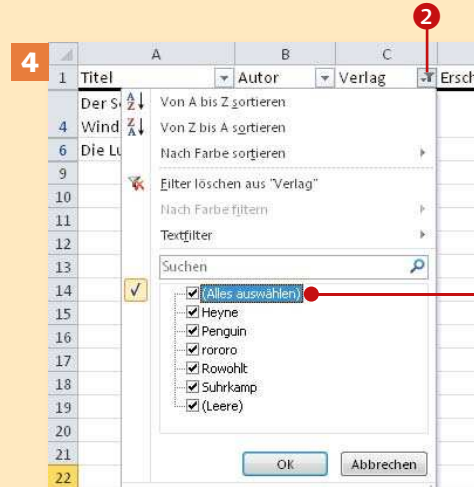 2
4
A B C
1 Titel Autor Verlag Ersch
Der S
4 Wind
6 Die Lu
9
10
11
12
13
14
15
16
17
18
19
20
21
22
Von A bis Z sortieren
Von Z bis A sortieren
Nach Farbe sortieren
Filter löschen aus "Verlag"
Nach Farbe filtern
Textfilter
Suchen
(Alles auswählen)
Heyne
Penguin
rororo
Rowohlt
Suhrkamp
(Leere)
OK Abbrechen